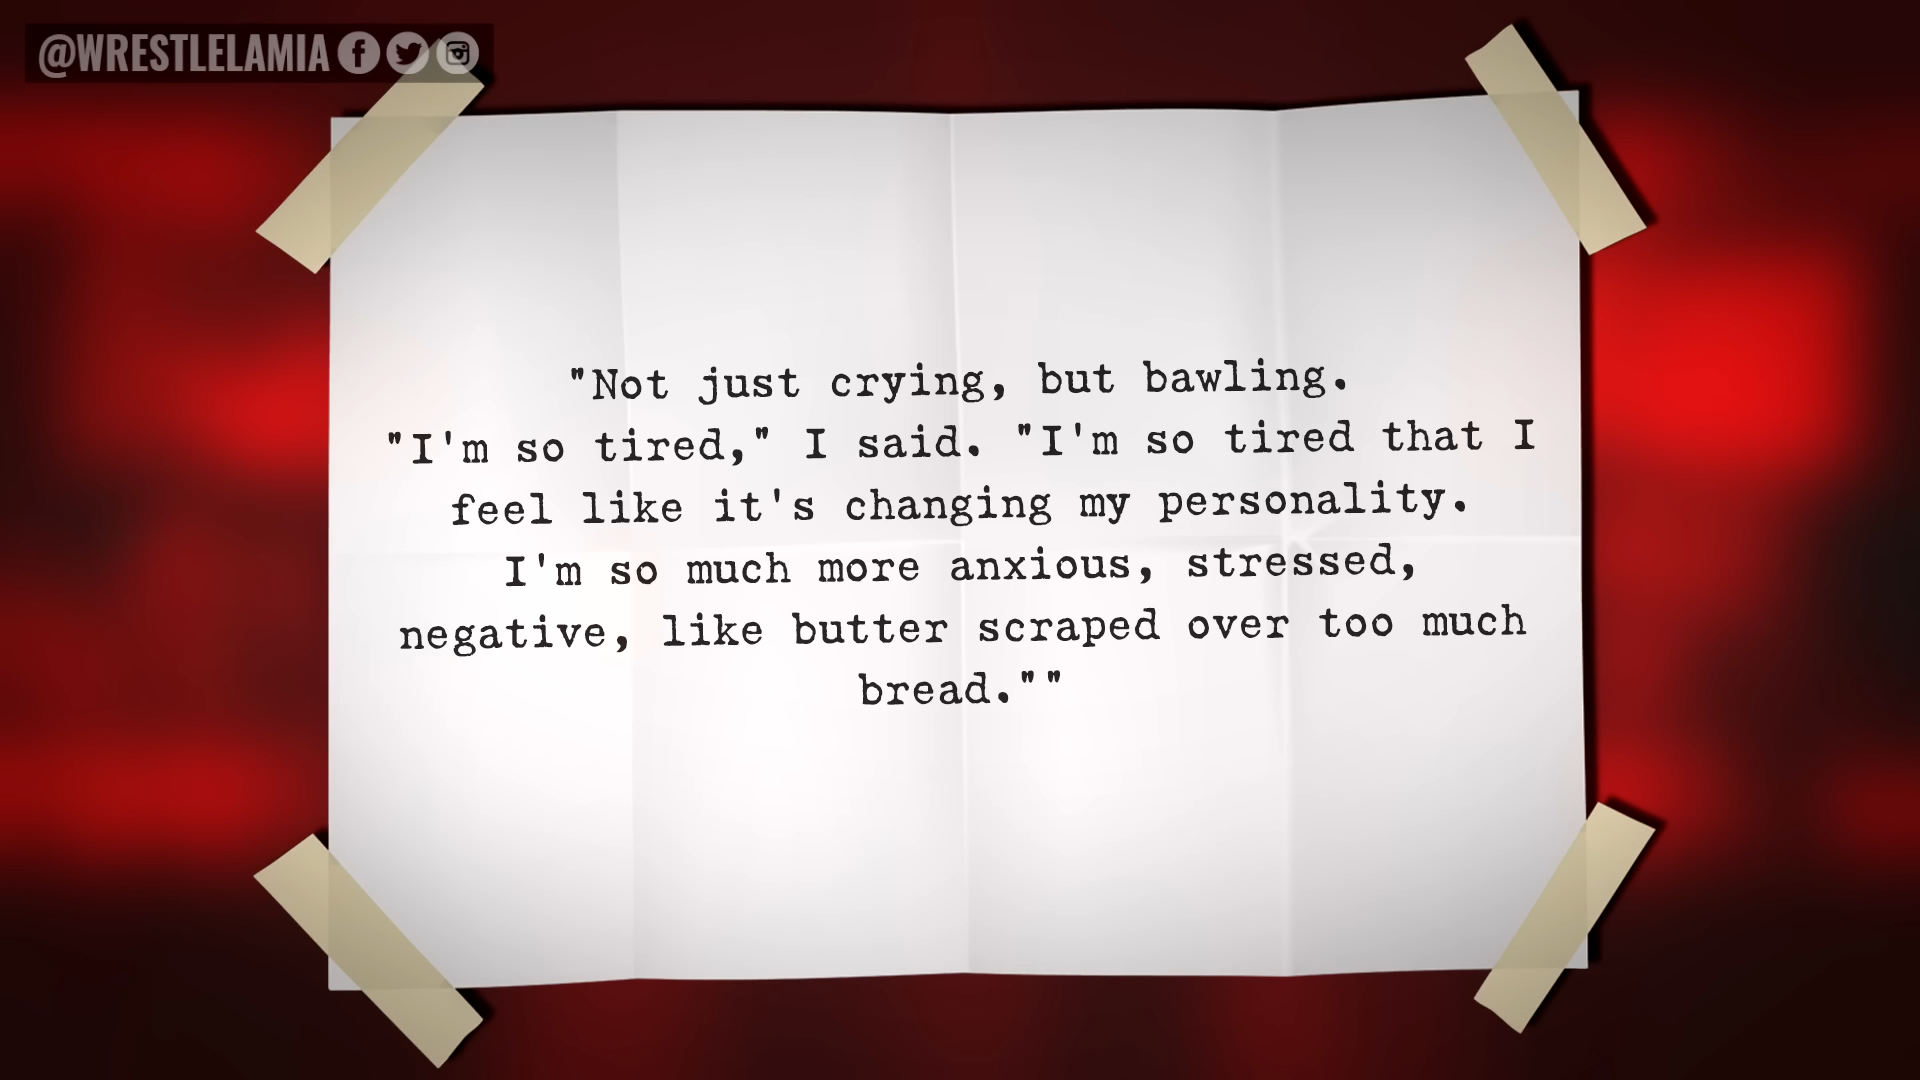 @WRESTLELAMIA
"Not just crying, but bawling.
"I'm so tired," I said. "I'm so tired that I
feel like it's changing my personality.
I'm so much more anxious, stressed,
negative, like butter scraped over too much
bread.""